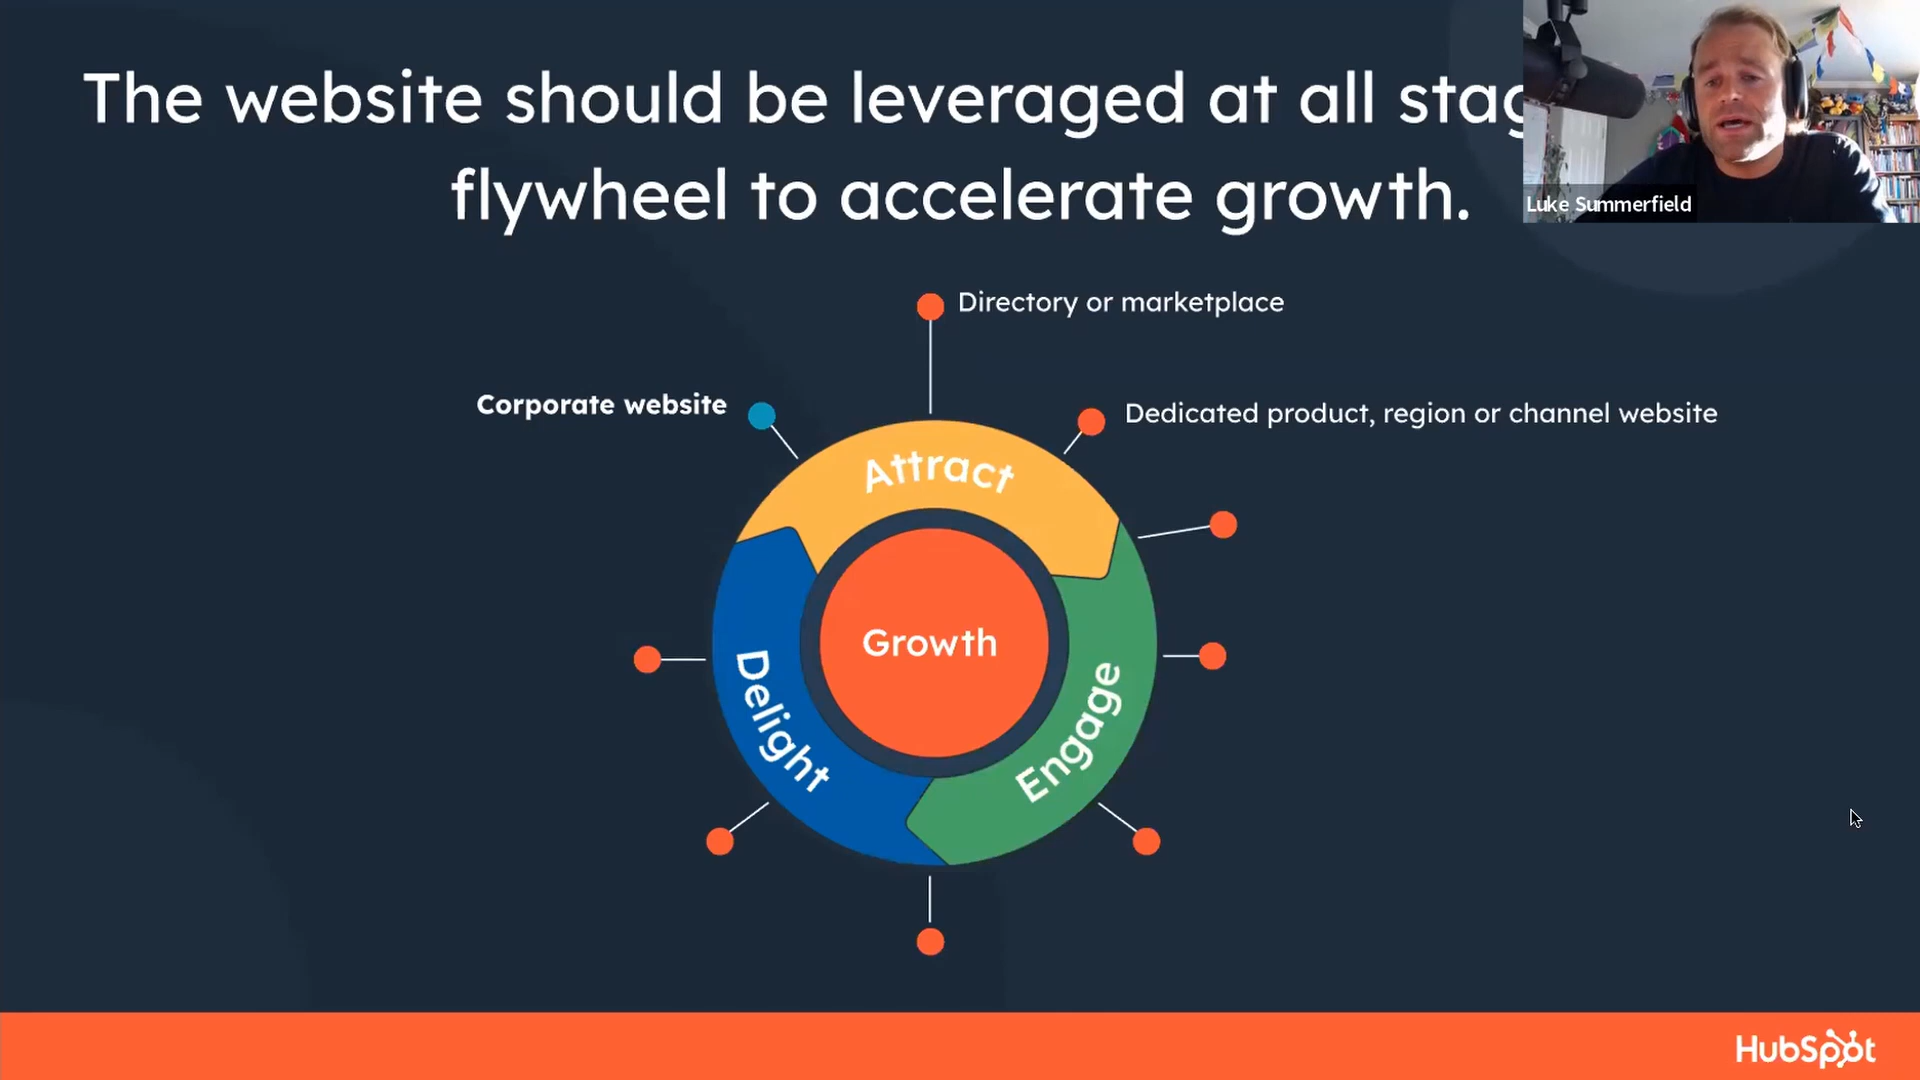 The website should be leveraged at all stag
flywheel to accelerate growth.
Luke Summerfield
Directory or marketplace
Corporate website
Dedicated product, region or channel website
Attract
Growth
Delight
Engage
HubSpot